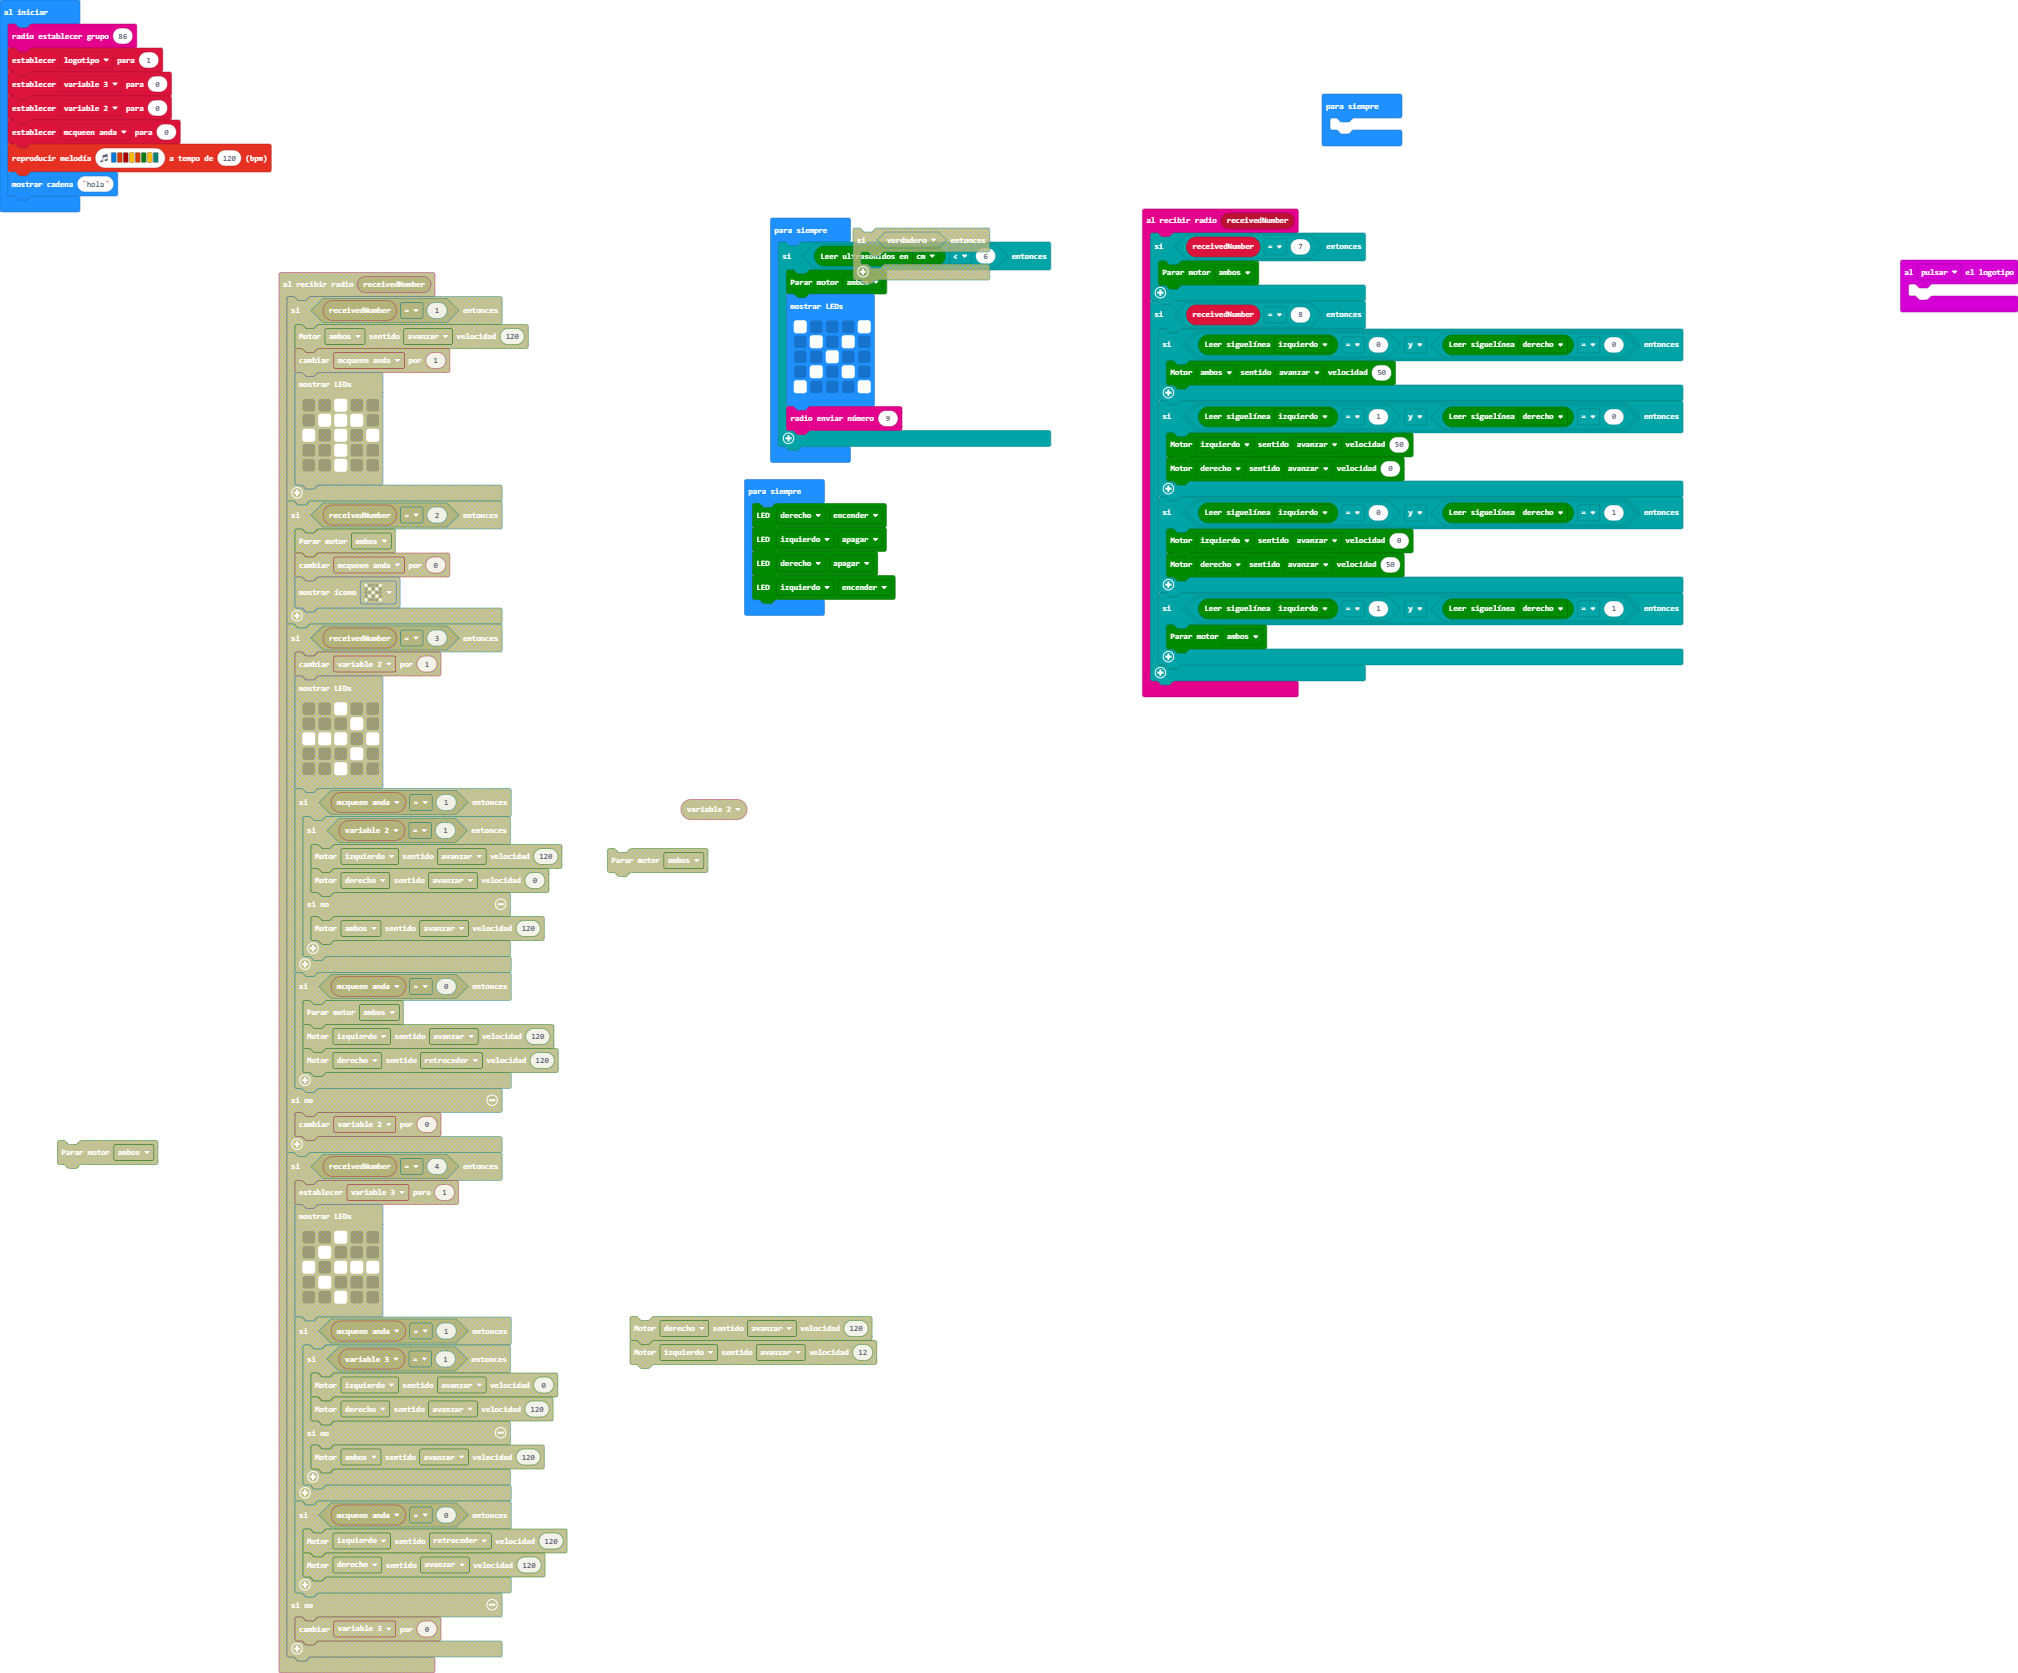 al iniciar
radio establecer grupo 86
establecer logotipo para 1
establecer variable 3 para 0
establecer variable 2 para 0
establecer mcqueen anda para 0
reproducir melodía a tempo de 120 (bpm)
mostrar cadena "hola"
al recibir radio receivedNumber
si receivedNumber = 1 entonces
Motor ambos sentido avanzar velocidad 120
cambiar mcqueen anda por 1
mostrar LEDs
si receivedNumber = 2 entonces
Parar motor ambos
cambiar mcqueen anda por 0
mostrar ícono
si receivedNumber = 3 entonces
cambiar variable 2 por 1
mostrar LEDs
si mcqueen anda = 1 entonces
si variable 2 = 1 entonces
Motor izquierdo sentido avanzar velocidad 120
Motor derecho sentido avanzar velocidad 0
si no
Motor ambos sentido avanzar velocidad 120
si mcqueen anda = 0 entonces
Parar motor ambos
Motor izquierdo sentido avanzar velocidad 120
Motor derecho sentido retroceder velocidad 120
si no
cambiar variable 2 por 0
si receivedNumber = 4 entonces
establecer variable 3 para 1
mostrar LEDs
si mcqueen anda = 1 entonces
si variable 3 = 1 entonces
Motor izquierdo sentido avanzar velocidad 0
Motor derecho sentido avanzar velocidad 120
si no
Motor ambos sentido avanzar velocidad 120
si mcqueen anda = 0 entonces
Motor izquierdo sentido retroceder velocidad 120
Motor derecho sentido avanzar velocidad 120
si no
cambiar variable 3 por 0
Parar motor ambos
variable 2
Parar motor ambos
Motor derecho sentido avanzar velocidad 120
Motor izquierdo sentido avanzar velocidad 12
para siempre
si verdadero entonces
si Leer ultrasonidos en cm < 6 entonces
Parar motor ambos
mostrar LEDs
radio enviar número 9
para siempre
LED derecho encender
LED izquierdo apagar
LED derecho apagar
LED izquierdo encender
para siempre
al recibir radio receivedNumber
si receivedNumber = 7 entonces
Parar motor ambos
si receivedNumber = 8 entonces
si Leer siguelínea izquierdo = 0 y Leer siguelínea derecho = 0 entonces
Motor ambos sentido avanzar velocidad 50
si Leer siguelínea izquierdo = 1 y Leer siguelínea derecho = 0 entonces
Motor izquierdo sentido avanzar velocidad 50
Motor derecho sentido avanzar velocidad 0
si Leer siguelínea izquierdo = 0 y Leer siguelínea derecho = 1 entonces
Motor izquierdo sentido avanzar velocidad 0
Motor derecho sentido avanzar velocidad 50
si Leer siguelínea izquierdo = 1 y Leer siguelínea derecho = 1 entonces
Parar motor ambos
al pulsar el logotipo